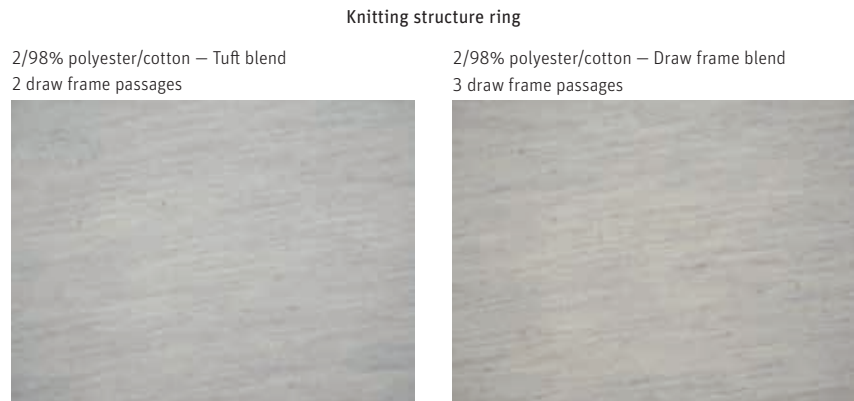 Knitting structure ring
2/98% polyester/cotton — Tuft blend
2 draw frame passages
2/98% polyester/cotton — Draw frame blend
3 draw frame passages